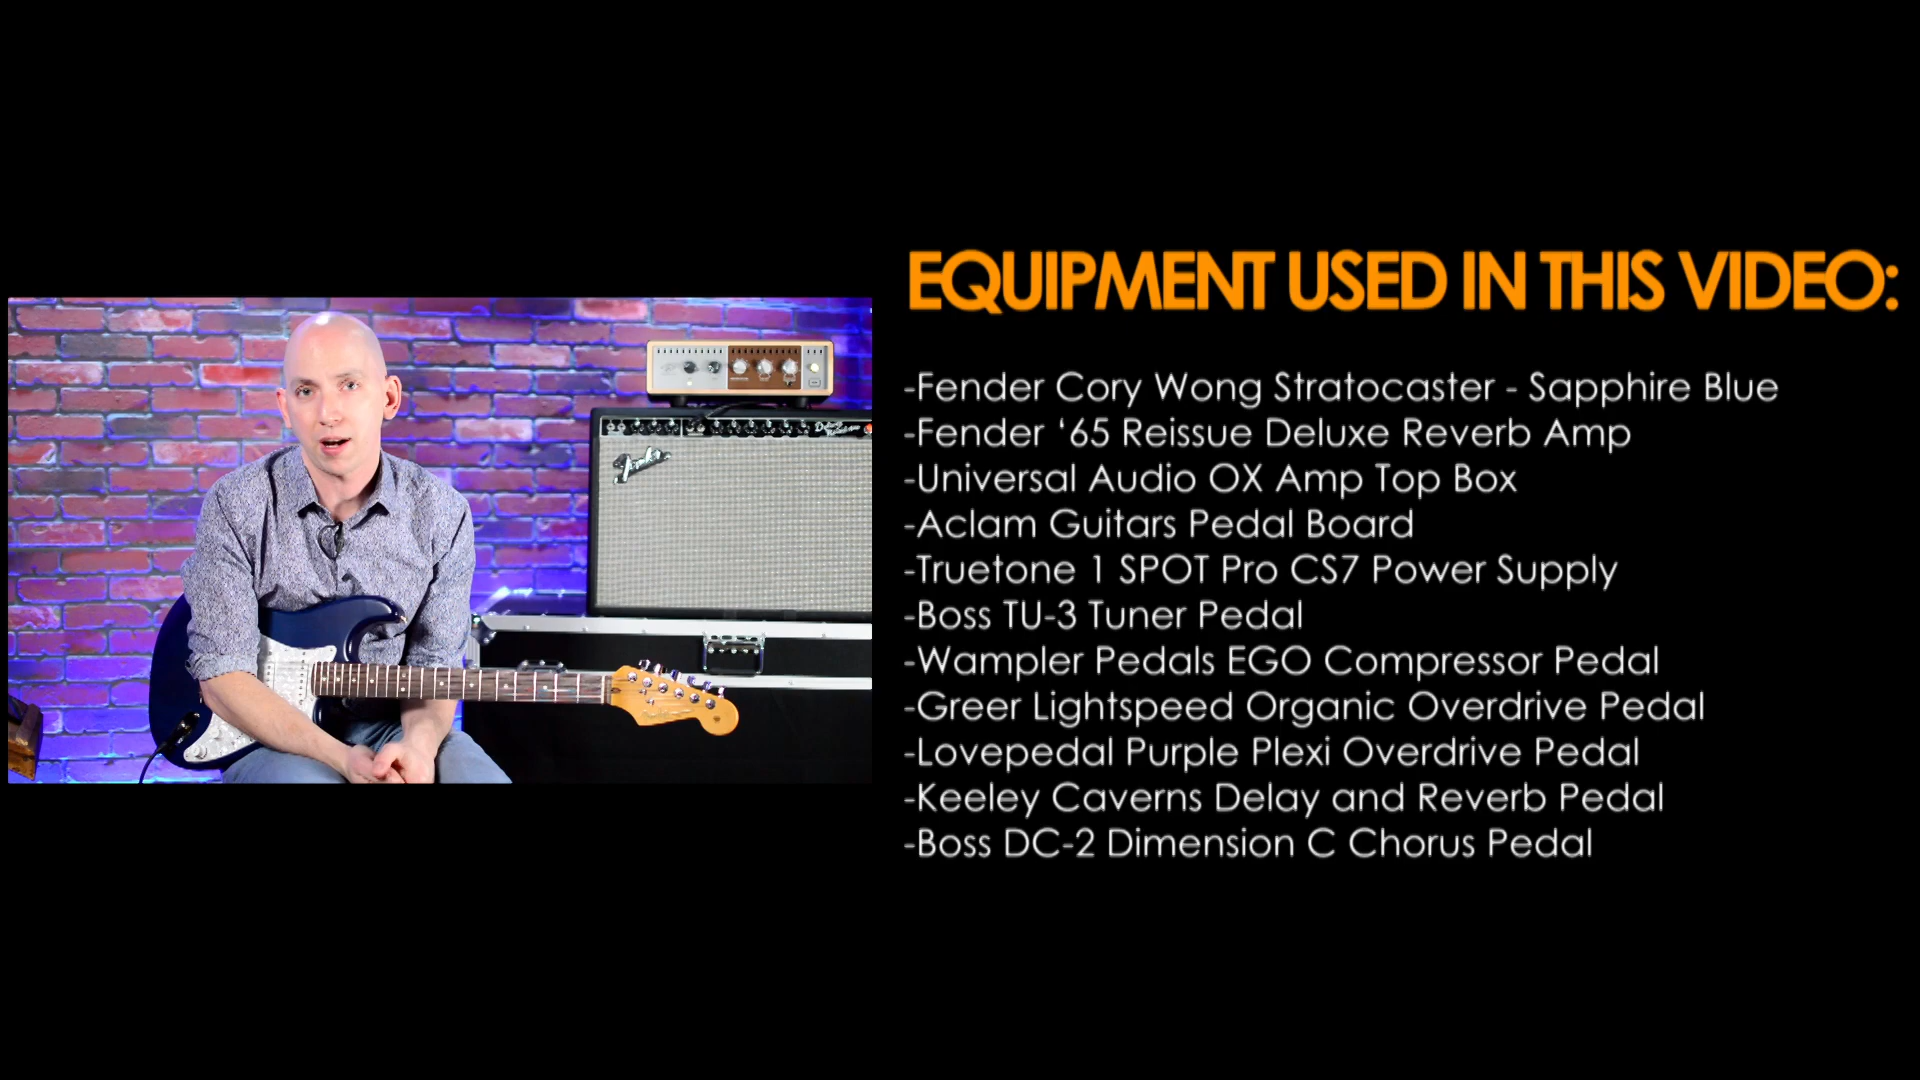 EQUIPMENT USED IN THIS VIDEO:
-Fender Cory Wong Stratocaster - Sapphire Blue
-Fender ‘65 Reissue Deluxe Reverb Amp
-Universal Audio OX Amp Top Box
-Aclam Guitars Pedal Board
-Truetone 1 SPOT Pro CS7 Power Supply
-Boss TU-3 Tuner Pedal
-Wampler Pedals EGO Compressor Pedal
-Greer Lightspeed Organic Overdrive Pedal
-Lovepedal Purple Plexi Overdrive Pedal
-Keeley Caverns Delay and Reverb Pedal
-Boss DC-2 Dimension C Chorus Pedal
Fender